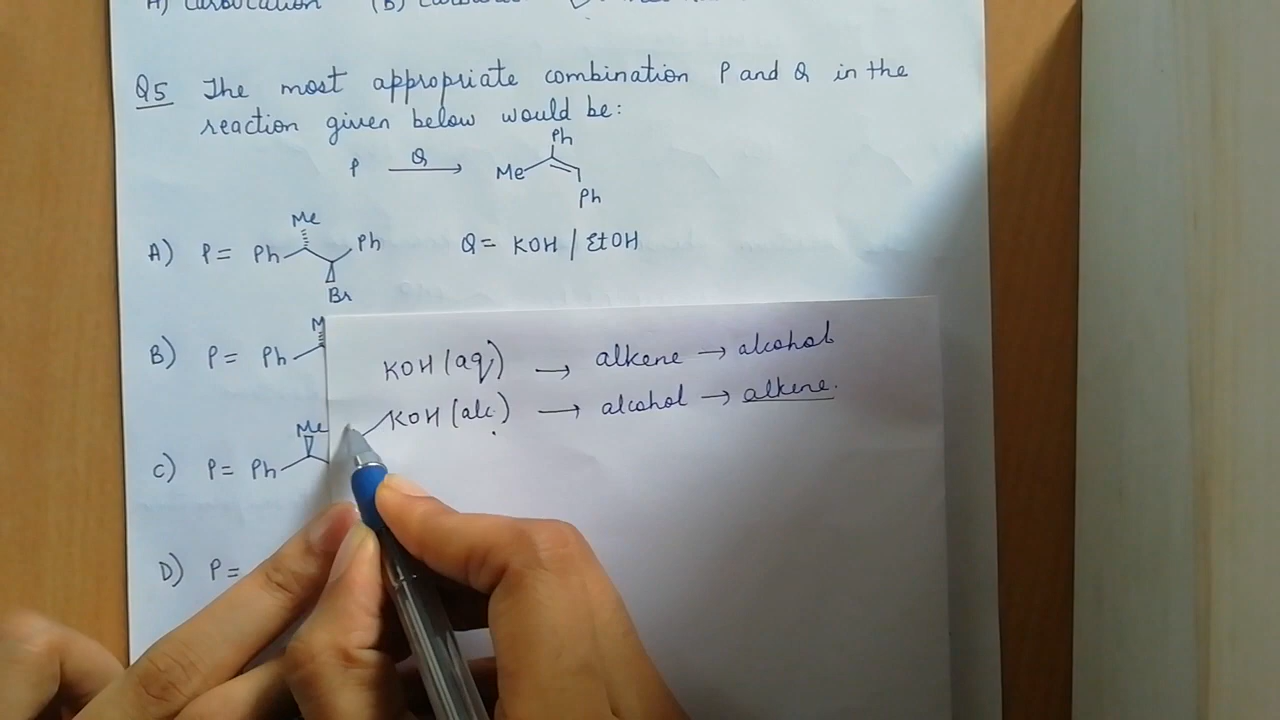 A) Carbocation (B)
Q5 The most appropriate combination P and Q in the
reaction given below would be:
P Q Me Ph Ph
A) P = Ph Me Br Ph Q = KOH / EtOH
B) P = Ph M
C) P = Ph Me
D) P =
KOH (aq) → alkene → alcohol
KOH (alc.) → alcohol → alkene.